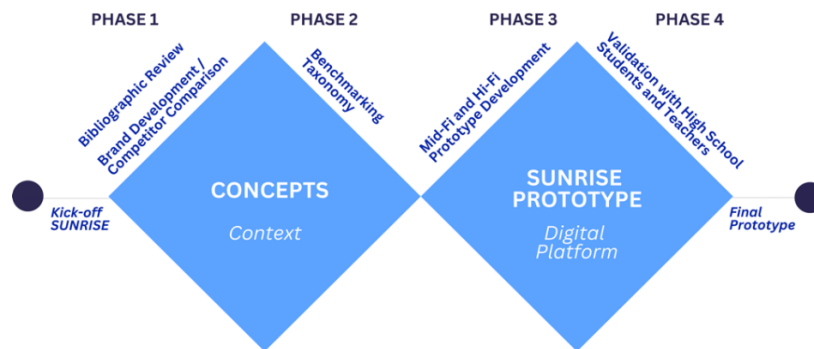 PHASE 1
PHASE 2
PHASE 3
PHASE 4
Bibliographic Review
Brand Development /
Competitor Comparison
Benchmarking
Taxonomy
Mid-Fi and Hi-Fi
Prototype Development
Validation with High School
Students and Teachers
CONCEPTS
Context
SUNRISE
PROTOTYPE
Digital
Platform
Kick-off
SUNRISE
Final
Prototype